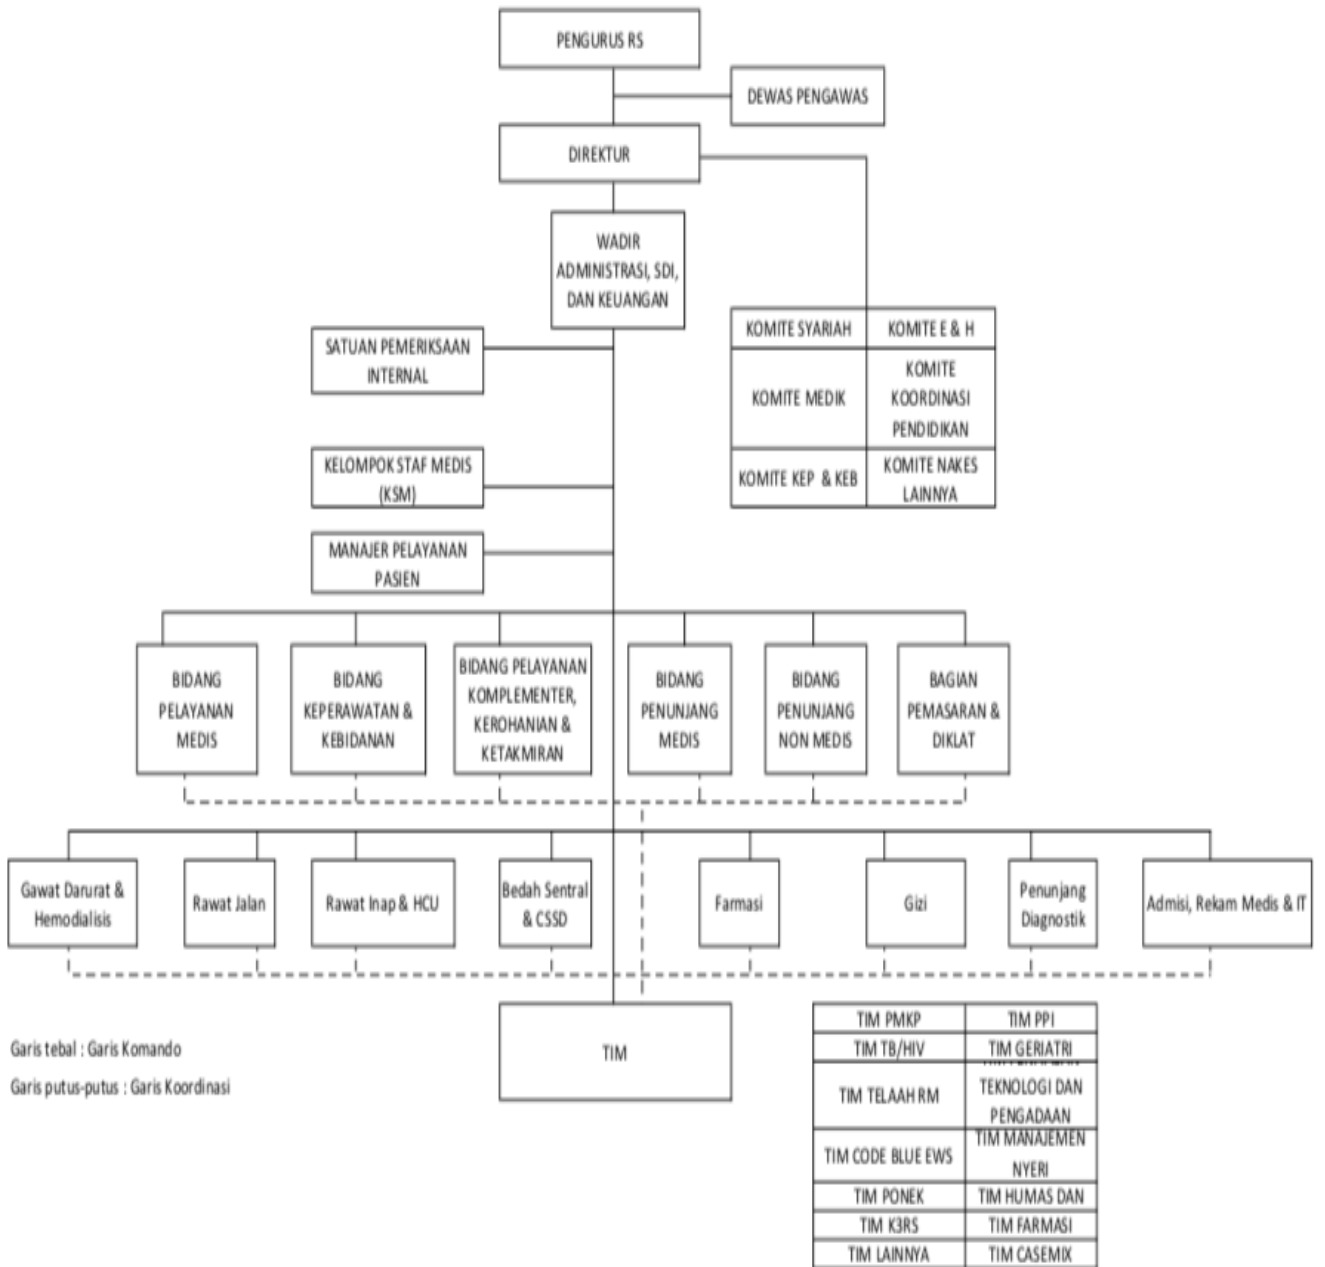 PENGURUS RS
DEWAS PENGAWAS
DIREKTUR
WADIR
ADMINISTRASI, SDI,
DAN KEUANGAN
KOMITE SYARIAH
KOMITE E & H
KOMITE MEDIK
KOMITE
KOORDINASI
PENDIDIKAN
KOMITE KEP & KEB
KOMITE NAKES
LAINNYA
SATUAN PEMERIKSAAN
INTERNAL
KELOMPOK STAF MEDIS
(KSM)
MANAJER PELAYANAN
PASIEN
BIDANG
PELAYANAN
MEDIS
BIDANG
KEPERAWATAN &
KEBIDANAN
BIDANG PELAYANAN
KOMPLEMENTER,
KEROHANIAN &
KETAKMIRAN
BIDANG
PENUNJANG
MEDIS
BIDANG
PENUNJANG
NON MEDIS
BAGIAN
PEMASARAN &
DIKLAT
Gawat Darurat &
Hemodialisis
Rawat Jalan
Rawat Inap & HCU
Bedah Sentral
& CSSD
Farmasi
Gizi
Penunjang
Diagnostik
Admisi, Rekam Medis & IT
Garis tebal : Garis Komando
Garis putus-putus : Garis Koordinasi
TIM
TIM PMKP
TIM PPI
TIM TB/HIV
TIM GERIATRI
TIM TELAAH RM
TEKNOLOGI DAN
PENGADAAN
TIM CODE BLUE EWS
TIM MANAJEMEN
NYERI
TIM PONEK
TIM HUMAS DAN
TIM K3RS
TIM FARMASI
TIM LAINNYA
TIM CASEMIX